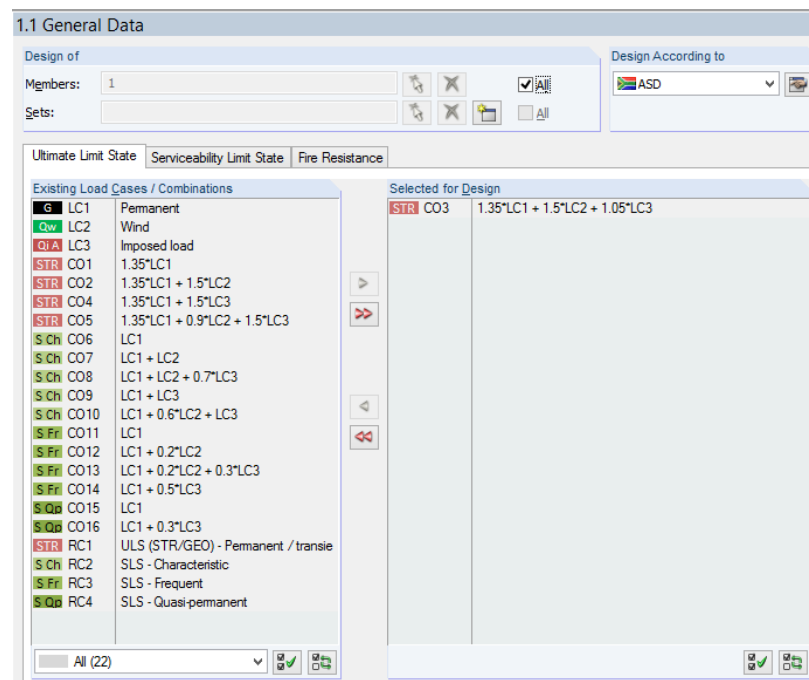 1.1 General Data
Design of
Design According to
Members: 1 All
ASD
Sets: All
Ultimate Limit State Serviceability Limit State Fire Resistance
Existing Load Cases / Combinations
Selected for Design
G LC1 Permanent
STR CO3 1.35*LC1 + 1.5*LC2 + 1.05*LC3
Qw LC2 Wind
Qi A LC3 Imposed load
STR CO1 1.35*LC1
STR CO2 1.35*LC1 + 1.5*LC2
STR CO4 1.35*LC1 + 1.5*LC3
STR CO5 1.35*LC1 + 0.9*LC2 + 1.5*LC3
S Ch CO6 LC1
S Ch CO7 LC1 + LC2
S Ch CO8 LC1 + LC2 + 0.7*LC3
S Ch CO9 LC1 + LC3
S Ch CO10 LC1 + 0.6*LC2 + LC3
S Fr CO11 LC1
S Fr CO12 LC1 + 0.2*LC2
S Fr CO13 LC1 + 0.2*LC2 + 0.3*LC3
S Fr CO14 LC1 + 0.5*LC3
S Qp CO15 LC1
S Qp CO16 LC1 + 0.3*LC3
STR RC1 ULS (STR/GEO) - Permanent / transie
S Ch RC2 SLS - Characteristic
S Fr RC3 SLS - Frequent
S Qp RC4 SLS - Quasi-permanent
All (22)